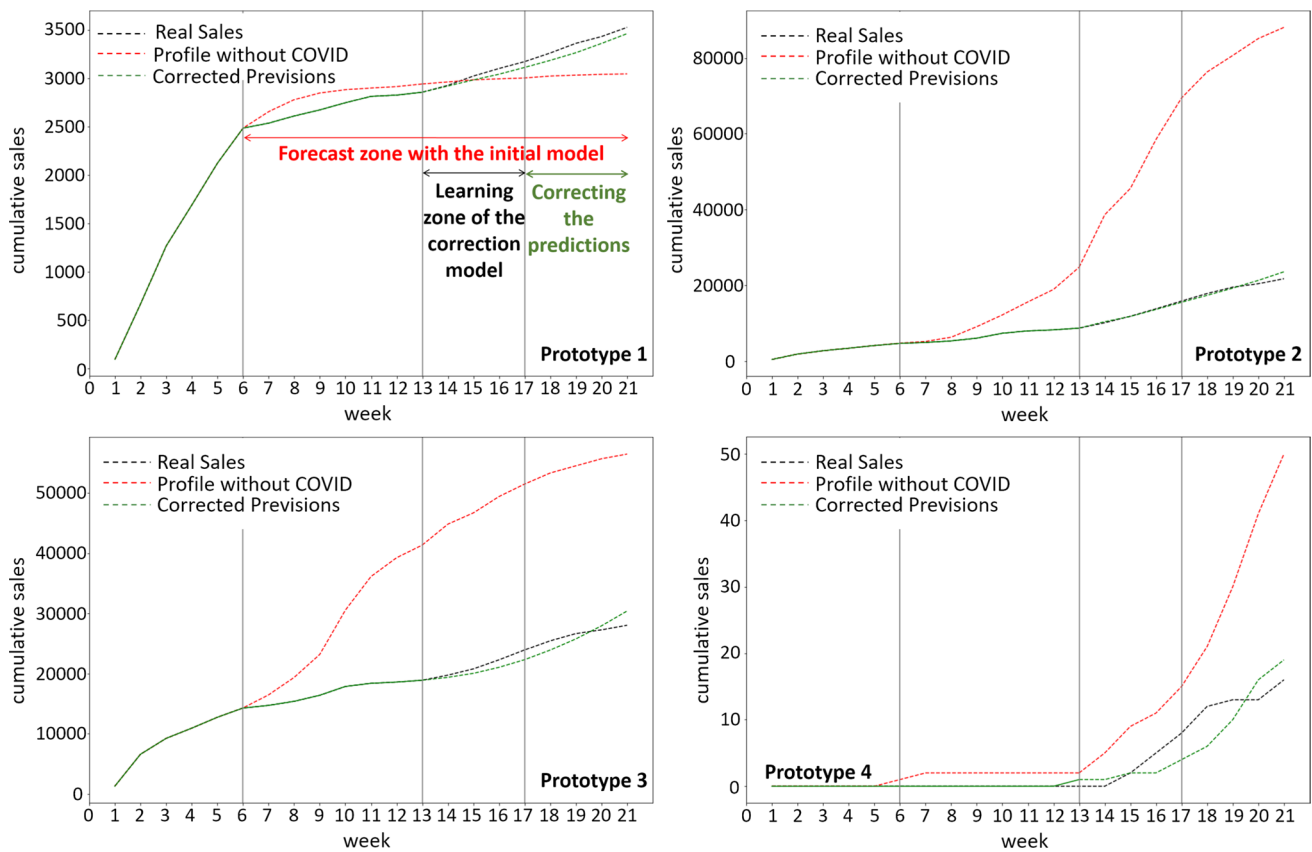 Real Sales
Profile without COVID
Corrected Previsions
3500
3000
2500
2000
1500
1000
500
0
cumulative sales
Forecast zone with the initial model
Learning
zone of the
correction
model
Correcting
the
predictions
Prototype 1
0 1 2 3 4 5 6 7 8 9 10 11 12 13 14 15 16 17 18 19 20 21
week
Real Sales
Profile without COVID
Corrected Previsions
80000
60000
40000
20000
0
cumulative sales
Prototype 2
0 1 2 3 4 5 6 7 8 9 10 11 12 13 14 15 16 17 18 19 20 21
week
Real Sales
Profile without COVID
Corrected Previsions
50000
40000
30000
20000
10000
0
cumulative sales
Prototype 3
0 1 2 3 4 5 6 7 8 9 10 11 12 13 14 15 16 17 18 19 20 21
week
Real Sales
Profile without COVID
Corrected Previsions
50
40
30
20
10
0
cumulative sales
Prototype 4
0 1 2 3 4 5 6 7 8 9 10 11 12 13 14 15 16 17 18 19 20 21
week